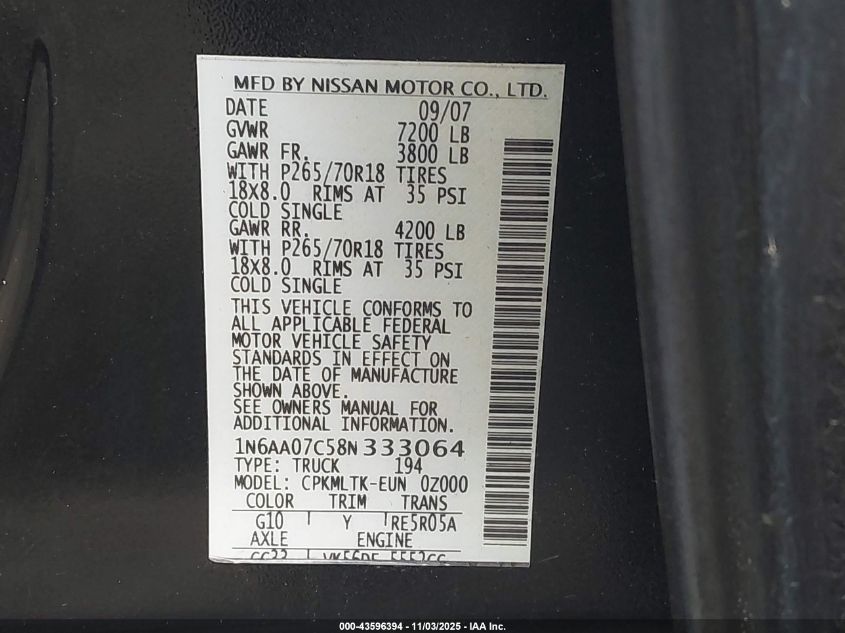 MFD BY NISSAN MOTOR CO., LTD.
DATE 09/07
GVWR 7200 LB
GAWR FR. 3800 LB
WITH P265/70R18 TIRES
18X8.0 RIMS AT 35 PSI
COLD SINGLE
GAWR RR. 4200 LB
WITH P265/70R18 TIRES
18X8.0 RIMS AT 35 PSI
COLD SINGLE
THIS VEHICLE CONFORMS TO
ALL APPLICABLE FEDERAL
MOTOR VEHICLE SAFETY
STANDARDS IN EFFECT ON
THE DATE OF MANUFACTURE
SHOWN ABOVE.
SEE OWNERS MANUAL FOR
ADDITIONAL INFORMATION.
1N6AA07C58N333064
TYPE: TRUCK 194
MODEL: CPKMLTK-EUN 0Z000
COLOR TRIM TRANS
G10 Y RE5R05A
AXLE ENGINE
000-43596394 - 11/03/2025 - IAA Inc.